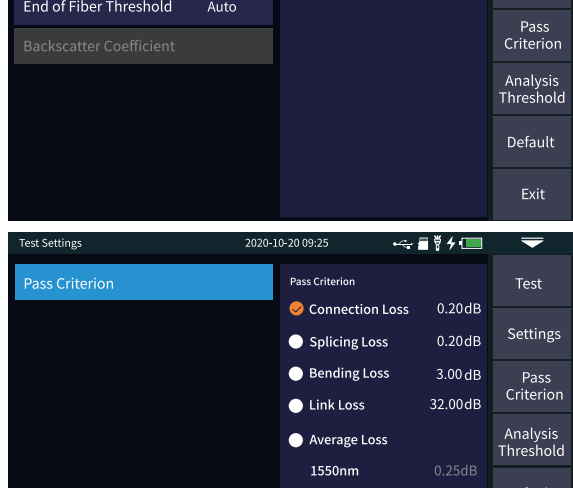 End of Fiber Threshold Auto
Backscatter Coefficient
Pass
Criterion
Analysis
Threshold
Default
Exit
Test Settings 2020-10-20 09:25
Pass Criterion
Pass Criterion
Connection Loss 0.20dB
Splicing Loss 0.20dB
Bending Loss 3.00dB
Link Loss 32.00dB
Average Loss
1550nm 0.25dB
Test
Settings
Pass
Criterion
Analysis
Threshold